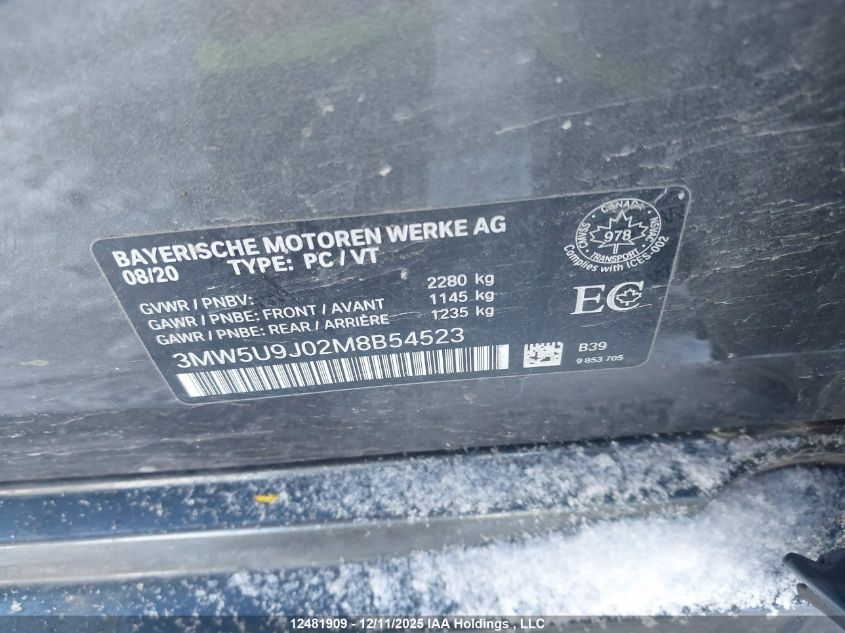 BAYERISCHE MOTOREN WERKE AG
08/20 TYPE: PC / VT
GVWR / PNBV: 2280 kg
GAWR / PNBE: FRONT / AVANT 1145 kg
GAWR / PNBE: REAR / ARRIÈRE 1235 kg
3MW5U9J02M8B54523
CANADA
CMVSS NSVAC
978
TRANSPORT
Complies with ICES-002
EC
B39
9 853 705
12481909 - 12/11/2025 IAA Holdings , LLC